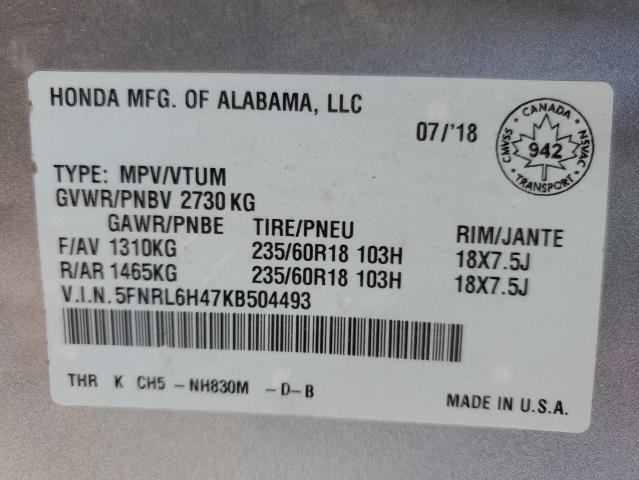 HONDA MFG. OF ALABAMA, LLC
07/'18
CANADA
CMVSS 942 NSVAC
TRANSPORT
TYPE: MPV/VTUM
GVWR/PNBV 2730 KG
GAWR/PNBE TIRE/PNEU RIM/JANTE
F/AV 1310KG 235/60R18 103H 18X7.5J
R/AR 1465KG 235/60R18 103H 18X7.5J
V.I.N.5FNRL6H47KB504493
THR K CH5 -NH830M -D-B
MADE IN U.S.A.